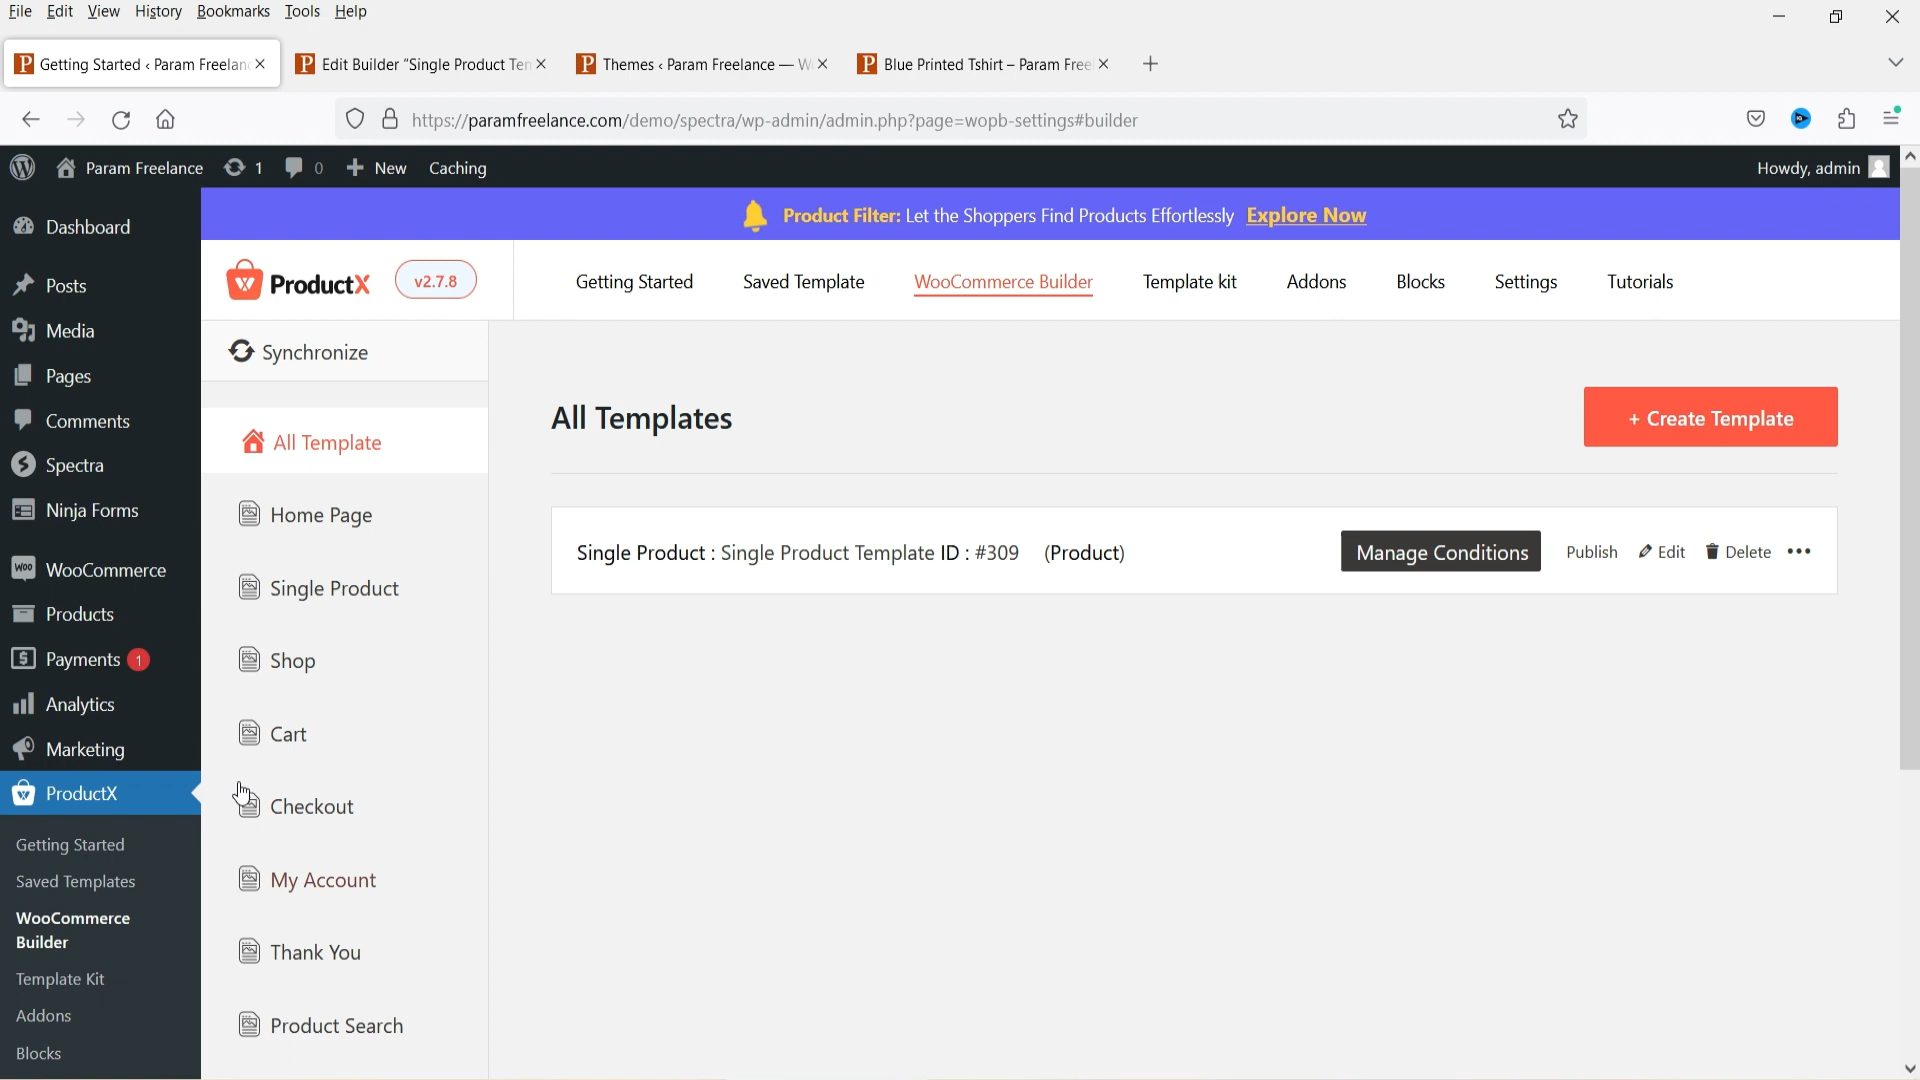 File Edit View History Bookmarks Tools Help
Getting Started ‹ Param Freelanc
Edit Builder "Single Product Ten
Themes ‹ Param Freelance — W
Blue Printed Tshirt – Param Free
https://paramfreelance.com/demo/spectra/wp-admin/admin.php?page=wopb-settings#builder
Param Freelance 1 0 New Caching Howdy, admin
Product Filter: Let the Shoppers Find Products Effortlessly Explore Now
ProductX v2.7.8 Getting Started Saved Template WooCommerce Builder Template kit Addons Blocks Settings Tutorials
Dashboard
Posts
Media
Pages
Comments
Spectra
Ninja Forms
WooCommerce
Products
Payments 1
Analytics
Marketing
ProductX
Getting Started
Saved Templates
WooCommerce
Builder
Template Kit
Addons
Blocks
Synchronize
All Template
Home Page
Single Product
Shop
Cart
Checkout
My Account
Thank You
Product Search
All Templates
+ Create Template
Single Product : Single Product Template ID : #309 (Product) Manage Conditions Publish Edit Delete